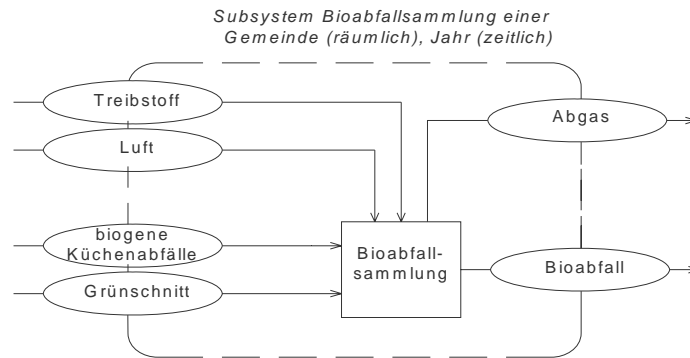 Subsystem Bioabfallsammlung einer
Gemeinde (räumlich), Jahr (zeitlich)
Treibstoff
Abgas
Luft
biogene
Küchenabfälle
Bioabfall-
sammlung
Bioabfall
Grünschnitt